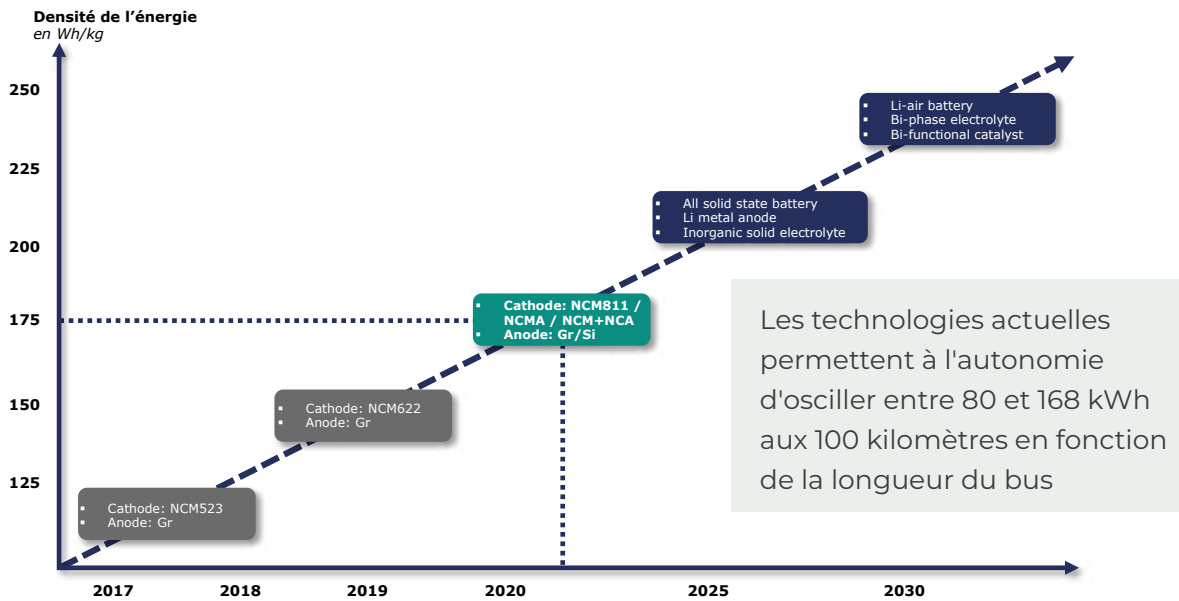 Densité de l’énergie
en Wh/kg
250
225
200
175
150
125
▪ Li-air battery
▪ Bi-phase electrolyte
▪ Bi-functional catalyst
▪ All solid state battery
▪ Li metal anode
▪ Inorganic solid electrolyte
▪ Cathode: NCM811 /
NCMA / NCM+NCA
▪ Anode: Gr/Si
▪ Cathode: NCM622
▪ Anode: Gr
▪ Cathode: NCM523
▪ Anode: Gr
Les technologies actuelles
permettent à l'autonomie
d'osciller entre 80 et 168 kWh
aux 100 kilomètres en fonction
de la longueur du bus
2017 2018 2019 2020 2025 2030